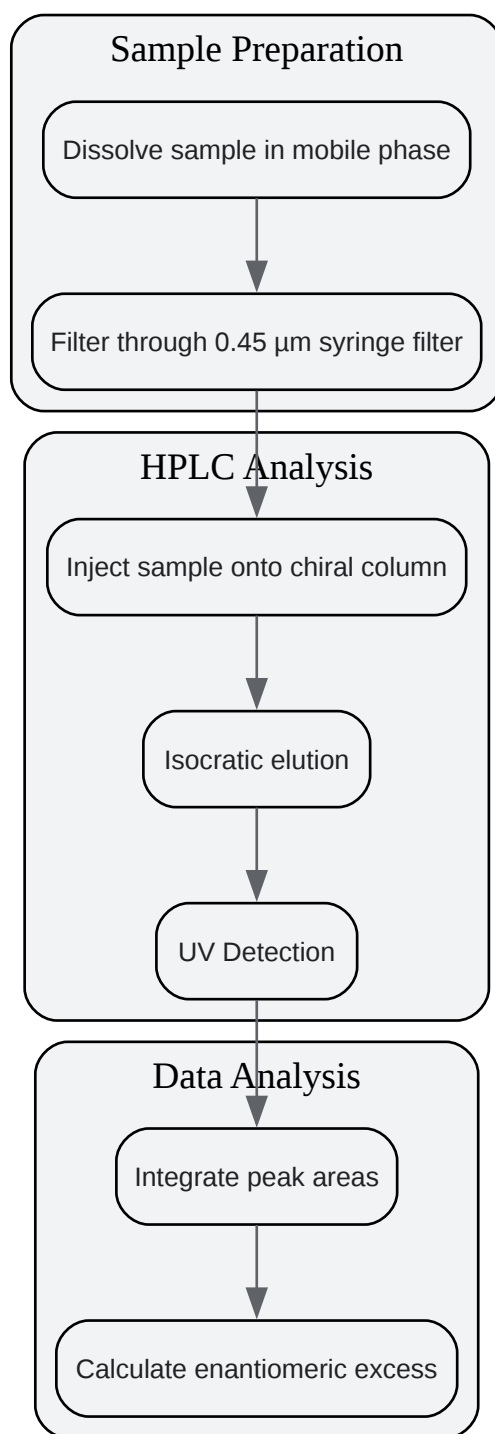 Sample Preparation
Dissolve sample in mobile phase
Filter through 0.45 µm syringe filter
HPLC Analysis
Inject sample onto chiral column
Isocratic elution
UV Detection
Data Analysis
Integrate peak areas
Calculate enantiomeric excess